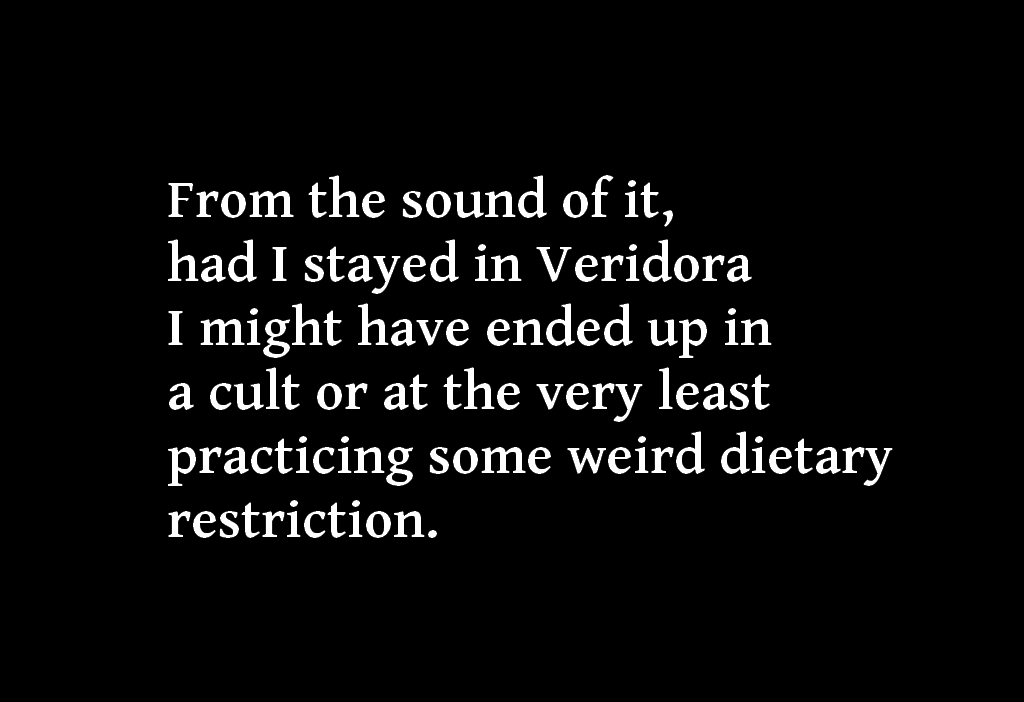 From the sound of it,
had I stayed in Veridora
I might have ended up in
a cult or at the very least
practicing some weird dietary
restriction.